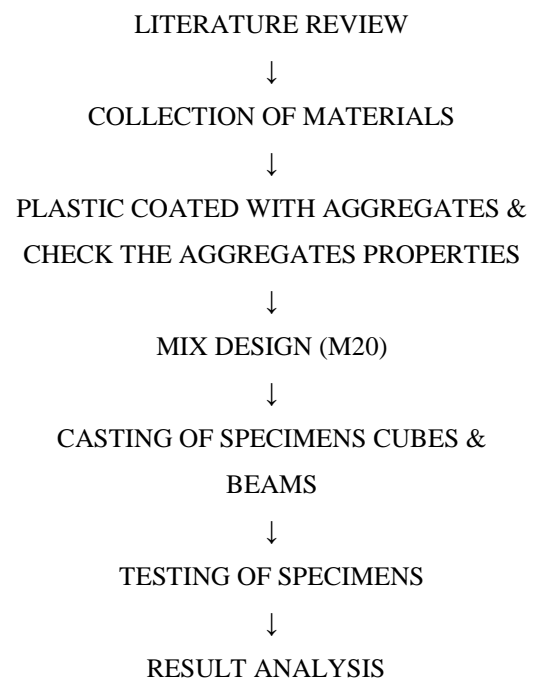 LITERATURE REVIEW
↓
COLLECTION OF MATERIALS
↓
PLASTIC COATED WITH AGGREGATES &
CHECK THE AGGREGATES PROPERTIES
↓
MIX DESIGN (M20)
↓
CASTING OF SPECIMENS CUBES &
BEAMS
↓
TESTING OF SPECIMENS
↓
RESULT ANALYSIS